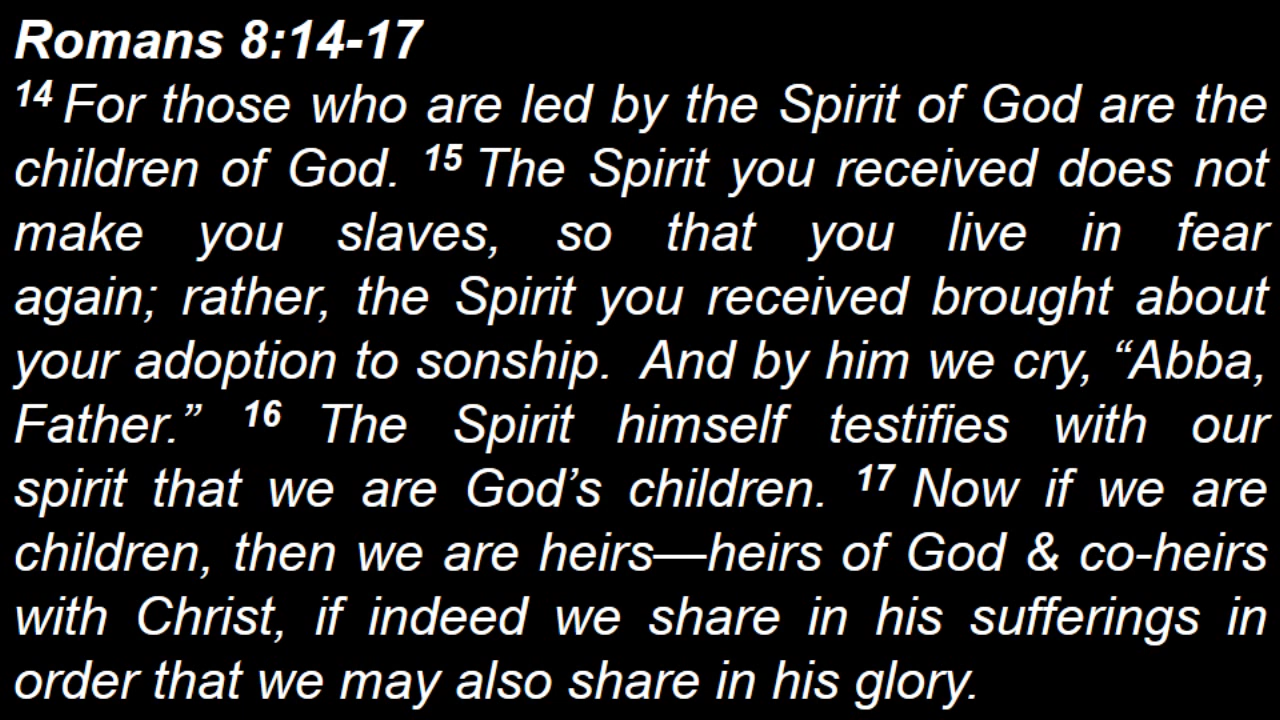 Romans 8:14-17
14 For those who are led by the Spirit of God are the
children of God. 15 The Spirit you received does not
make you slaves, so that you live in fear
again; rather, the Spirit you received brought about
your adoption to sonship. And by him we cry, “Abba,
Father.” 16 The Spirit himself testifies with our
spirit that we are God’s children. 17 Now if we are
children, then we are heirs—heirs of God & co-heirs
with Christ, if indeed we share in his sufferings in
order that we may also share in his glory.